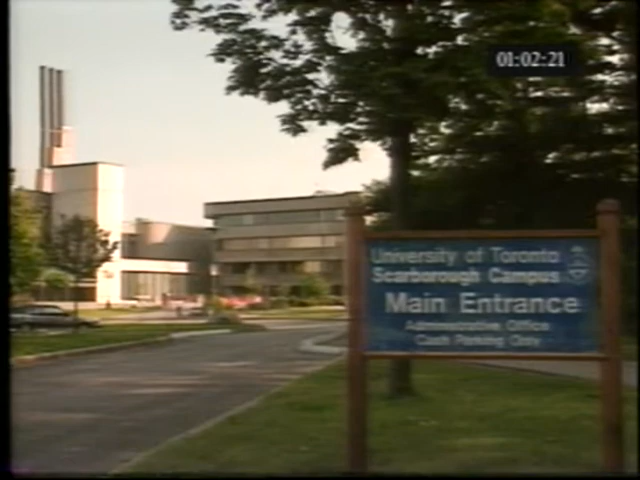 01:02:21
University of Toronto
Scarborough Campus
Main Entrance
Administrative Office
Cash Parking Only